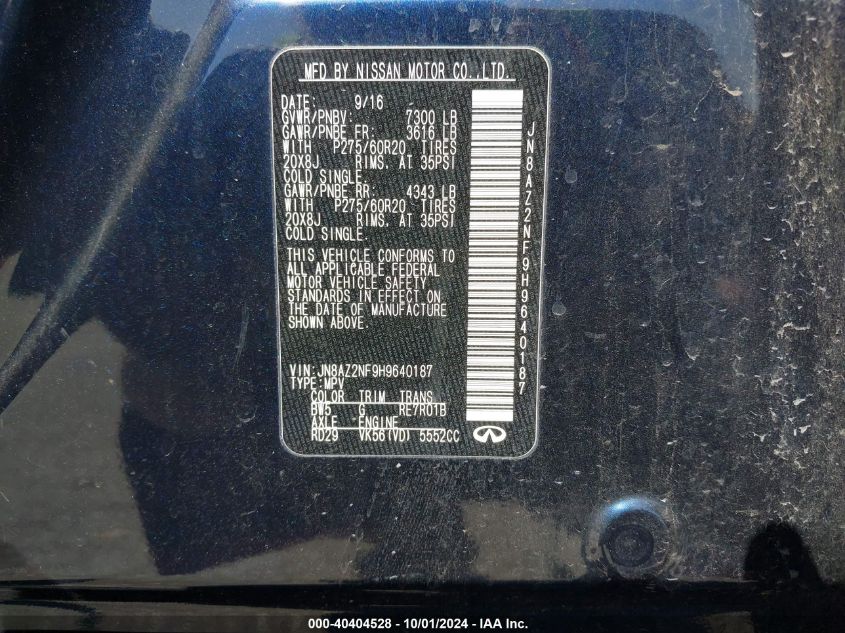 MFD BY NISSAN MOTOR CO.,LTD.
DATE: 9/16
GVWR/PNBV: 7300 LB
GAWR/PNBE FR: 3616 LB
WITH P275/60R20 TIRES
20X8J RIMS. AT 35PSI
COLD SINGLE.
GAWR/PNBE RR: 4343 LB
WITH P275/60R20 TIRES
20X8J RIMS. AT 35PSI
COLD SINGLE.
THIS VEHICLE CONFORMS TO
ALL APPLICABLE FEDERAL
MOTOR VEHICLE SAFETY
STANDARDS IN EFFECT ON
THE DATE OF MANUFACTURE
SHOWN ABOVE.
VIN:JN8AZ2NF9H9640187
TYPE:MPV
COLOR TRIM TRANS
BW5 G RE7R01B
AXLE ENGINE
RD29 VK56(VD) 5552CC
JN8AZ2NF9H9640187
000-40404528 - 10/01/2024 - IAA Inc.